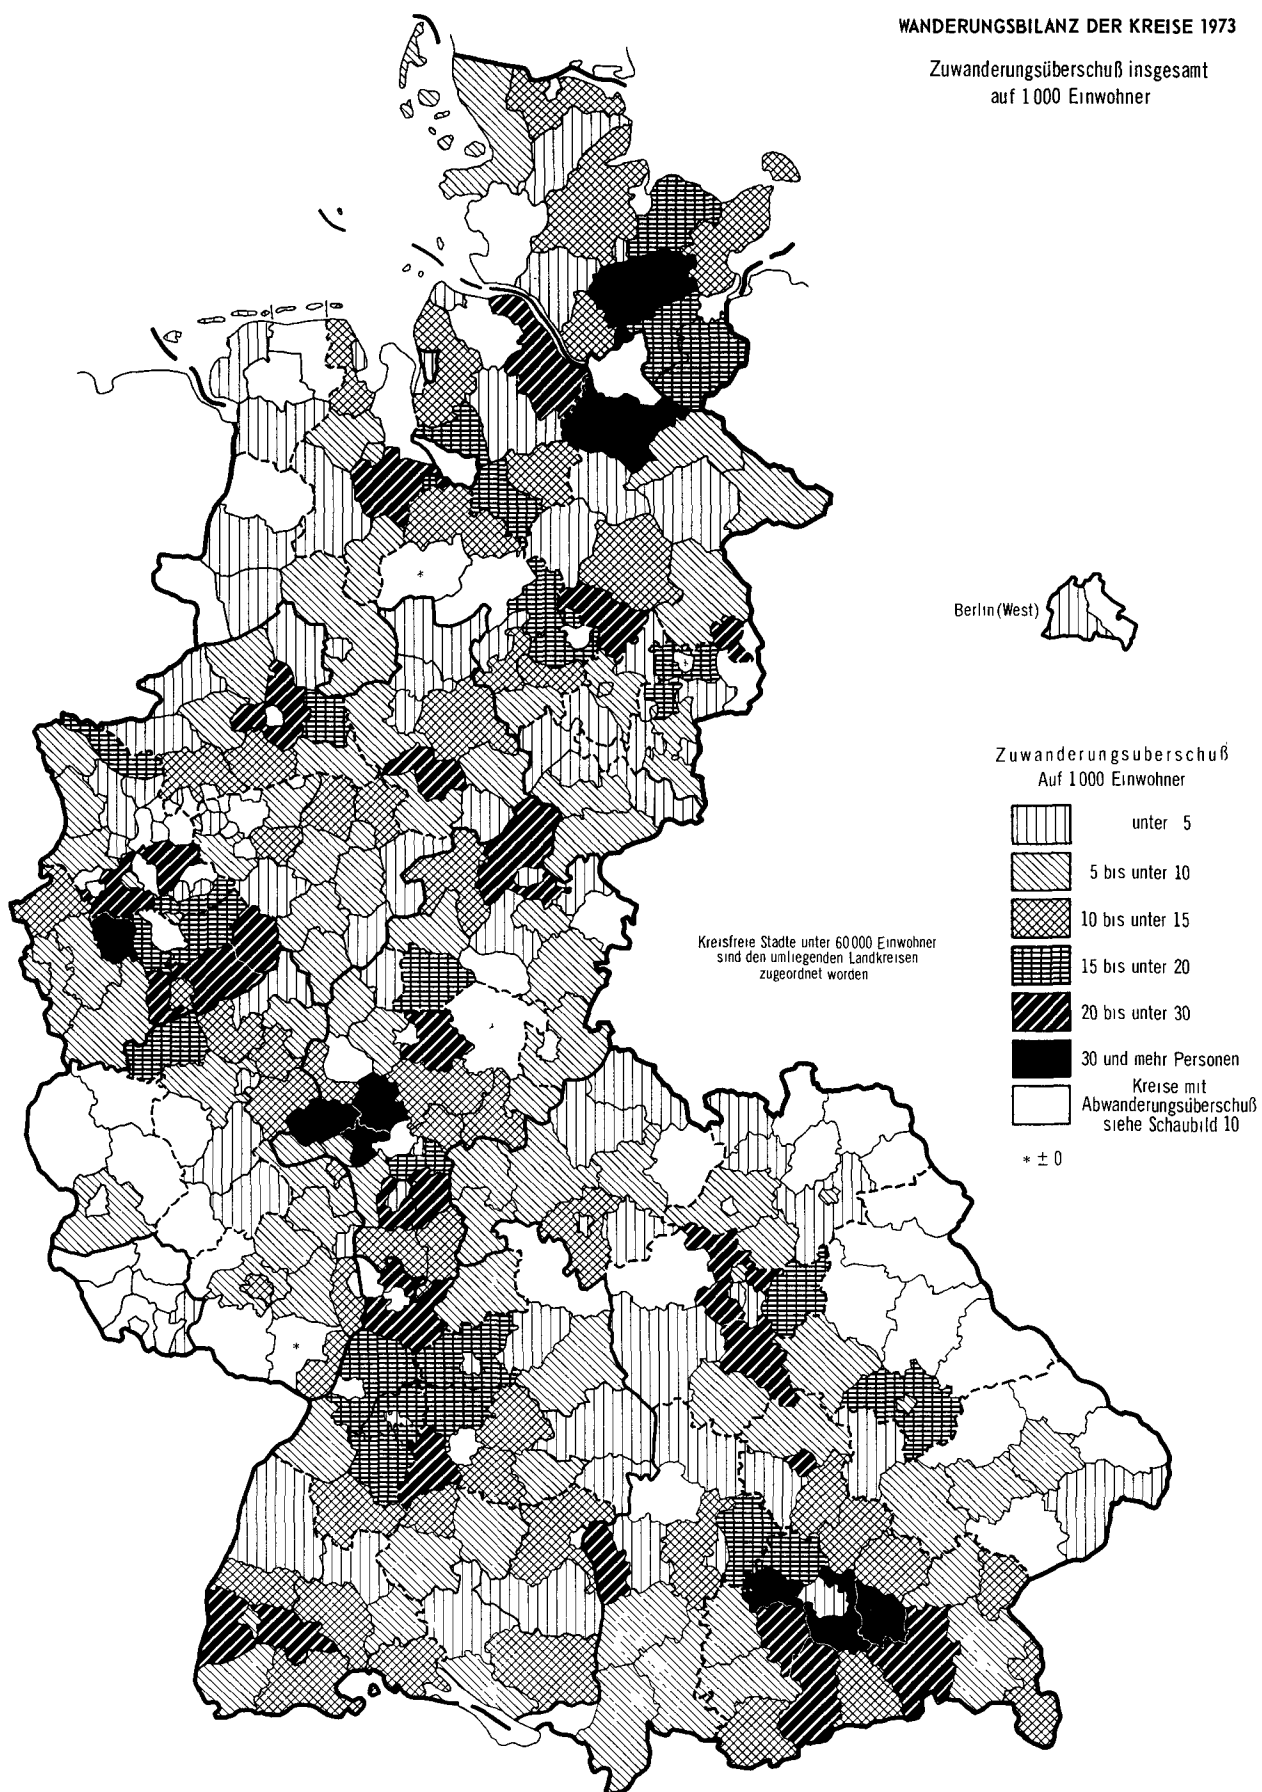 WANDERUNGSBILANZ DER KREISE 1973
Zuwanderungsüberschuß insgesamt
auf 1000 Einwohner
Berlin (West)
Zuwanderungsuberschuß
Auf 1000 Einwohner
unter 5
5 bis unter 10
10 bis unter 15
15 bis unter 20
20 bis unter 30
30 und mehr Personen
Kreise mit
Abwanderungsüberschuß
siehe Schaubild 10
* ± 0
Kreisfreie Stadte unter 60000 Einwohner
sind den umliegenden Landkreisen
zugeordnet worden
*
*
*